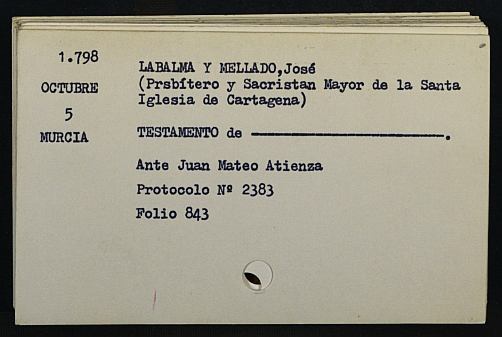 1.798
OCTUBRE
5
MURCIA
LABALMA Y MELLADO,José
(Prsbítero y Sacristan Mayor de la Santa
Iglesia de Cartagena)
TESTAMENTO de ———————————————.
Ante Juan Mateo Atienza
Protocolo Nº 2383
Folio 843